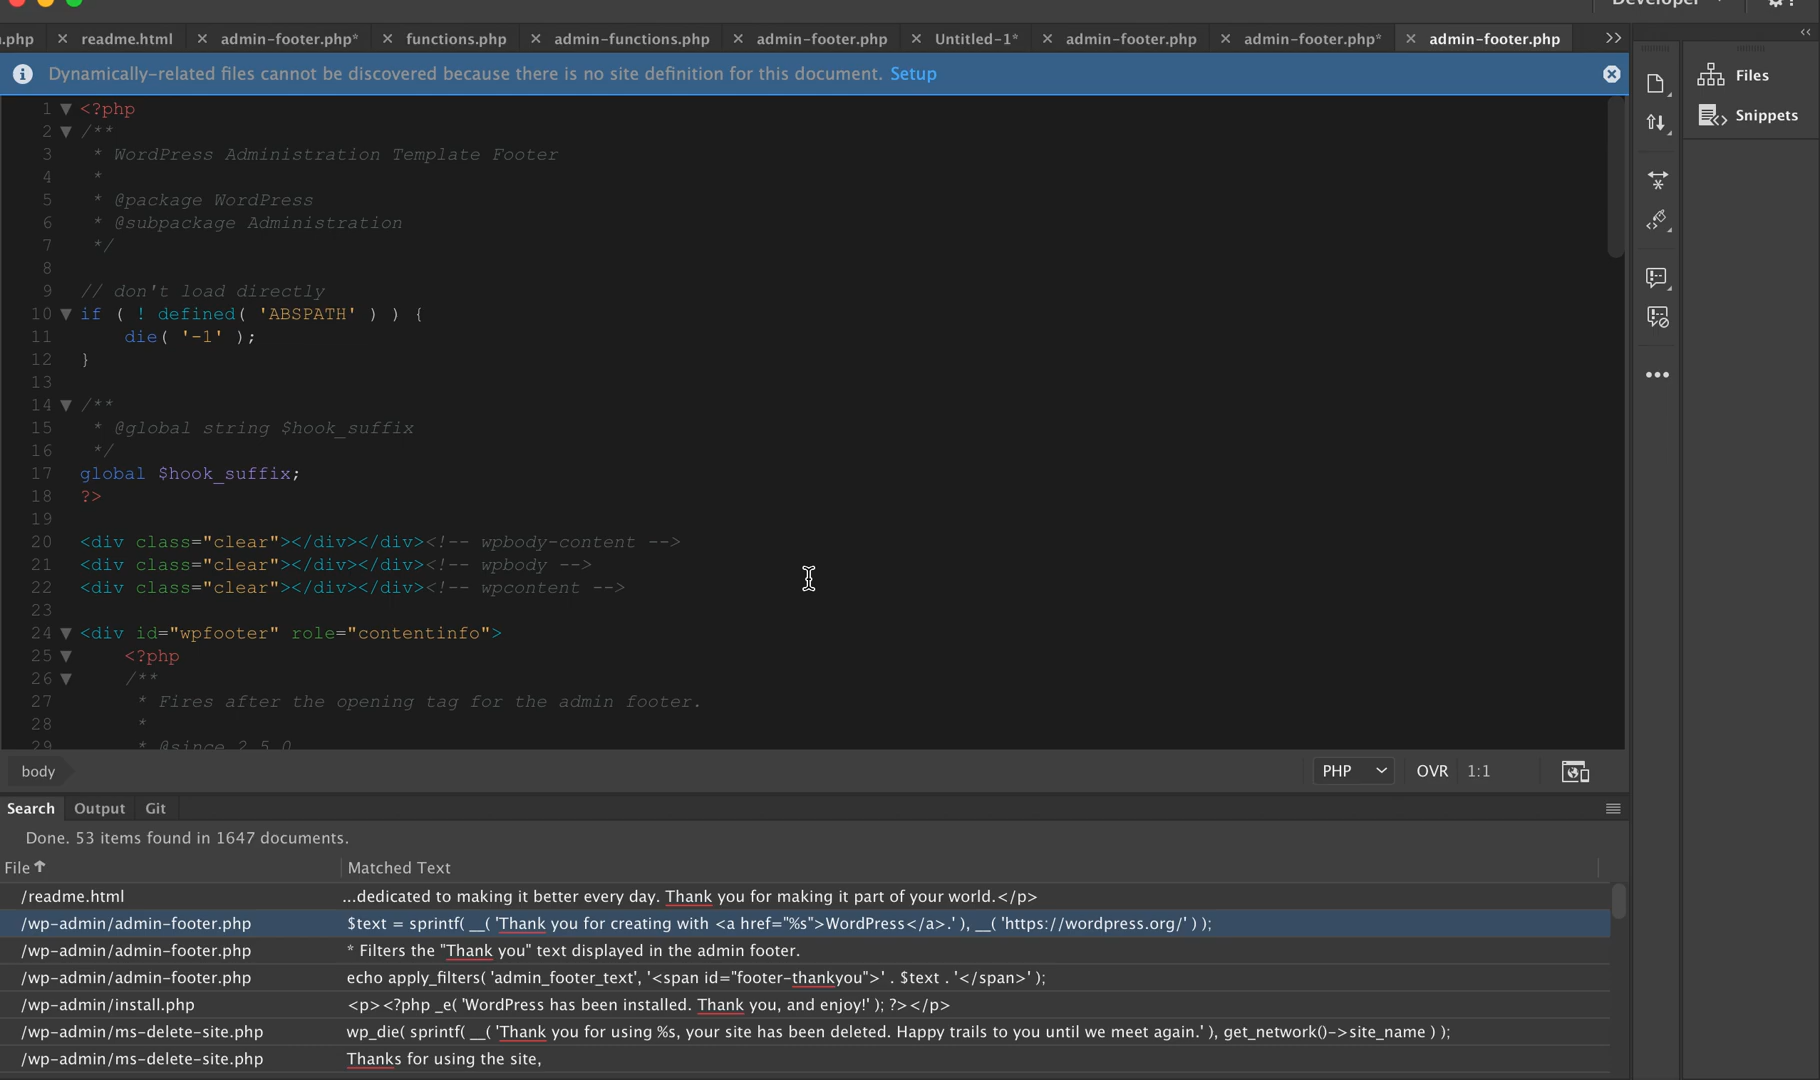 Developer
.php × readme.html × admin-footer.php* × functions.php × admin-functions.php × admin-footer.php × Untitled-1* × admin-footer.php × admin-footer.php* × admin-footer.php >>
Dynamically-related files cannot be discovered because there is no site definition for this document. Setup
Files
Snippets
1 <?php
2 /**
3 * WordPress Administration Template Footer
4 *
5 * @package WordPress
6 * @subpackage Administration
7 */
8
9 // don't load directly
10 if ( ! defined( 'ABSPATH' ) ) {
11 die( '-1' );
12 }
13
14 /**
15 * @global string $hook_suffix
16 */
17 global $hook_suffix;
18 ?>
19
20 <div class="clear"></div></div><!-- wpbody-content -->
21 <div class="clear"></div></div><!-- wpbody -->
22 <div class="clear"></div></div><!-- wpcontent -->
23
24 <div id="wpfooter" role="contentinfo">
25 <?php
26 /**
27 * Fires after the opening tag for the admin footer.
28 *
29 * @since 2.5.0
body
PHP OVR 1:1
Search Output Git
Done. 53 items found in 1647 documents.
File Matched Text
/readme.html ...dedicated to making it better every day. Thank you for making it part of your world.</p>
/wp-admin/admin-footer.php $text = sprintf( __( 'Thank you for creating with <a href="%s">WordPress</a>.' ), __( 'https://wordpress.org/' ) );
/wp-admin/admin-footer.php * Filters the "Thank you" text displayed in the admin footer.
/wp-admin/admin-footer.php echo apply_filters( 'admin_footer_text', '<span id="footer-thankyou">' . $text . '</span>' );
/wp-admin/install.php <p><?php _e( 'WordPress has been installed. Thank you, and enjoy!' ); ?></p>
/wp-admin/ms-delete-site.php wp_die( sprintf( __( 'Thank you for using %s, your site has been deleted. Happy trails to you until we meet again.' ), get_network()->site_name ) );
/wp-admin/ms-delete-site.php Thanks for using the site,